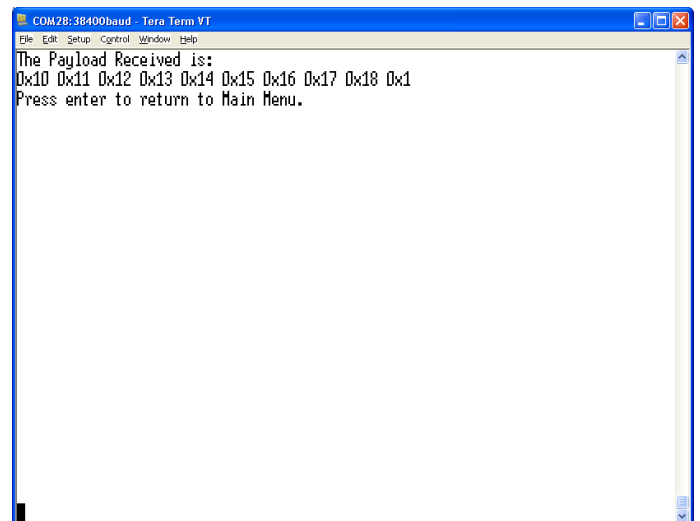 COM28:38400baud - Tera Term VT
File Edit Setup Control Window Help
The Payload Received is:
0x10 0x11 0x12 0x13 0x14 0x15 0x16 0x17 0x18 0x1
Press enter to return to Main Menu.